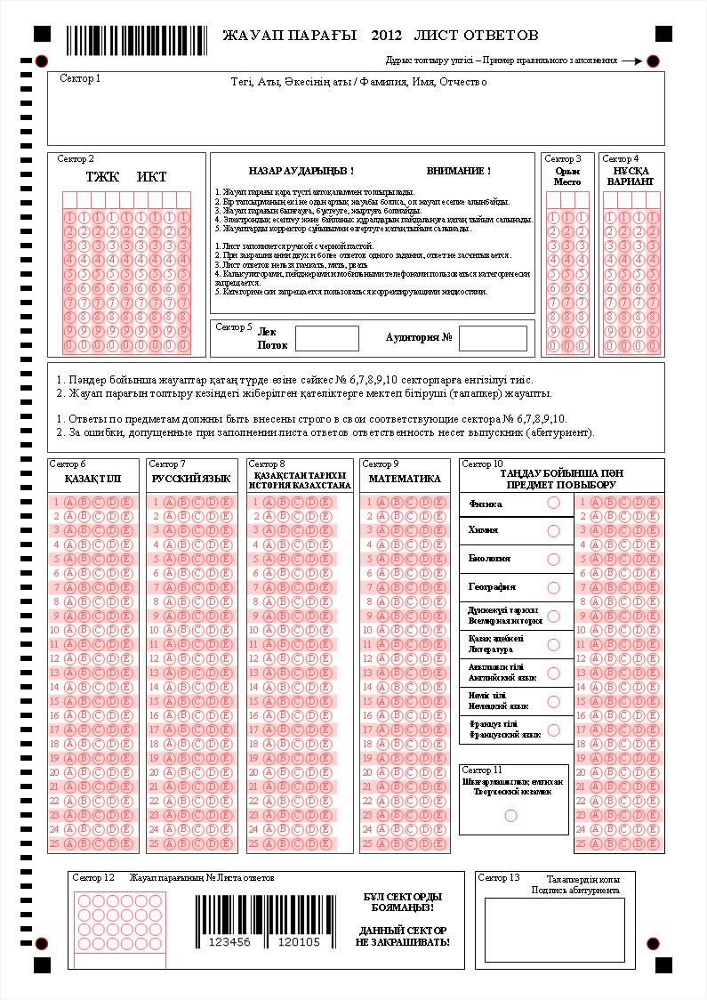 ЖАУАП ПАРАҒЫ 2012 ЛИСТ ОТВЕТОВ
Дұрыс толтыру үлгісі – Пример правильного заполнения
Сектор 1
Тегі, Аты, Әкесінің аты / Фамилия, Имя, Отчество
Сектор 2
ТЖК ИКТ
1 1 1 1 1 1 1 1 1
2 2 2 2 2 2 2 2 2
3 3 3 3 3 3 3 3 3
4 4 4 4 4 4 4 4 4
5 5 5 5 5 5 5 5 5
6 6 6 6 6 6 6 6 6
7 7 7 7 7 7 7 7 7
8 8 8 8 8 8 8 8 8
9 9 9 9 9 9 9 9 9
0 0 0 0 0 0 0 0 0
НАЗАР АУДАРЫҢЫЗ ! ВНИМАНИЕ !
1. Жауап парағы қара түсті автоқаламмен толтырылады.
2. Бір тапсырманың екі не одан артық жауабы боялса, ол жауап есепке алынбайды.
3. Жауап парағын былғауға, бүктеуге, жыртуға болмайды.
4. Электрондық есептеу және байланыс құралдарын пайдалануға қатаң тыйым салынады.
5. Жауаптарды корректор сұйығымен өзгертуге қатаң тыйым салынады.
1. Лист заполняется ручкой с черной пастой.
2. При закрашивании двух и более ответов одного задания, ответ не засчитывается.
3. Лист ответов нельзя пачкать, мять, рвать
4. Калькуляторами, пейджерами и мобильными телефонами пользоваться категорически
запрещается.
5. Категорически запрещается пользоваться корректирующими жидкостями.
Сектор 3
Орын
Место
1 1 1
2 2 2
3 3 3
4 4 4
5 5 5
6 6 6
7 7 7
8 8 8
9 9 9
0 0 0
Сектор 4
НҰСҚА
ВАРИАНТ
1 1 1 1
2 2 2 2
3 3 3 3
4 4 4 4
5 5 5 5
6 6 6 6
7 7 7 7
8 8 8 8
9 9 9 9
0 0 0 0
Сектор 5
Лек
Поток
Аудитория №
1. Пәндер бойынша жауаптар қатаң түрде өзіне сәйкес № 6,7,8,9,10 секторларға енгізілуі тиіс.
2. Жауап парағын толтыру кезіндегі жіберілген қателіктерге мектеп бітіруші (талапкер) жауапты.
1. Ответы по предметам должны быть внесены строго в свои соответствующие сектора № 6,7,8,9,10.
2. За ошибки, допущенные при заполнении листа ответов ответственность несет выпускник (абитуриент).
Сектор 6
ҚАЗАҚ ТІЛІ
1 A B C D E
2 A B C D E
3 A B C D E
4 A B C D E
5 A B C D E
6 A B C D E
7 A B C D E
8 A B C D E
9 A B C D E
10 A B C D E
11 A B C D E
12 A B C D E
13 A B C D E
14 A B C D E
15 A B C D E
16 A B C D E
17 A B C D E
18 A B C D E
19 A B C D E
20 A B C D E
21 A B C D E
22 A B C D E
23 A B C D E
24 A B C D E
25 A B C D E
Сектор 7
РУССКИЙ ЯЗЫК
1 A B C D E
2 A B C D E
3 A B C D E
4 A B C D E
5 A B C D E
6 A B C D E
7 A B C D E
8 A B C D E
9 A B C D E
10 A B C D E
11 A B C D E
12 A B C D E
13 A B C D E
14 A B C D E
15 A B C D E
16 A B C D E
17 A B C D E
18 A B C D E
19 A B C D E
20 A B C D E
21 A B C D E
22 A B C D E
23 A B C D E
24 A B C D E
25 A B C D E
Сектор 8
ҚАЗАҚСТАН ТАРИХЫ
ИСТОРИЯ КАЗАХСТАНА
1 A B C D E
2 A B C D E
3 A B C D E
4 A B C D E
5 A B C D E
6 A B C D E
7 A B C D E
8 A B C D E
9 A B C D E
10 A B C D E
11 A B C D E
12 A B C D E
13 A B C D E
14 A B C D E
15 A B C D E
16 A B C D E
17 A B C D E
18 A B C D E
19 A B C D E
20 A B C D E
21 A B C D E
22 A B C D E
23 A B C D E
24 A B C D E
25 A B C D E
Сектор 9
МАТЕМАТИКА
1 A B C D E
2 A B C D E
3 A B C D E
4 A B C D E
5 A B C D E
6 A B C D E
7 A B C D E
8 A B C D E
9 A B C D E
10 A B C D E
11 A B C D E
12 A B C D E
13 A B C D E
14 A B C D E
15 A B C D E
16 A B C D E
17 A B C D E
18 A B C D E
19 A B C D E
20 A B C D E
21 A B C D E
22 A B C D E
23 A B C D E
24 A B C D E
25 A B C D E
Сектор 10
ТАҢДАУ БОЙЫНША ПӘН
ПРЕДМЕТ ПО ВЫБОРУ
Физика
Химия
Биология
География
Дүниежүзі тарихы
Всемирная история
Қазақ әдебиеті
Литература
Ағылшын тілі
Английский язык
Неміс тілі
Немецкий язык
Француз тілі
Французский язык
1 A B C D E
2 A B C D E
3 A B C D E
4 A B C D E
5 A B C D E
6 A B C D E
7 A B C D E
8 A B C D E
9 A B C D E
10 A B C D E
11 A B C D E
12 A B C D E
13 A B C D E
14 A B C D E
15 A B C D E
16 A B C D E
17 A B C D E
18 A B C D E
19 A B C D E
20 A B C D E
21 A B C D E
22 A B C D E
23 A B C D E
24 A B C D E
25 A B C D E
Сектор 11
Шығармашылық емтихан
Творческий экзамен
Сектор 12 Жауап парағының № Листа ответов
123456 120105
БҰЛ СЕКТОРДЫ
БОЯМАҢЫЗ!
ДАННЫЙ СЕКТОР
НЕ ЗАКРАШИВАТЬ!
Сектор 13
Талапкердің қолы
Подпись абитуриента